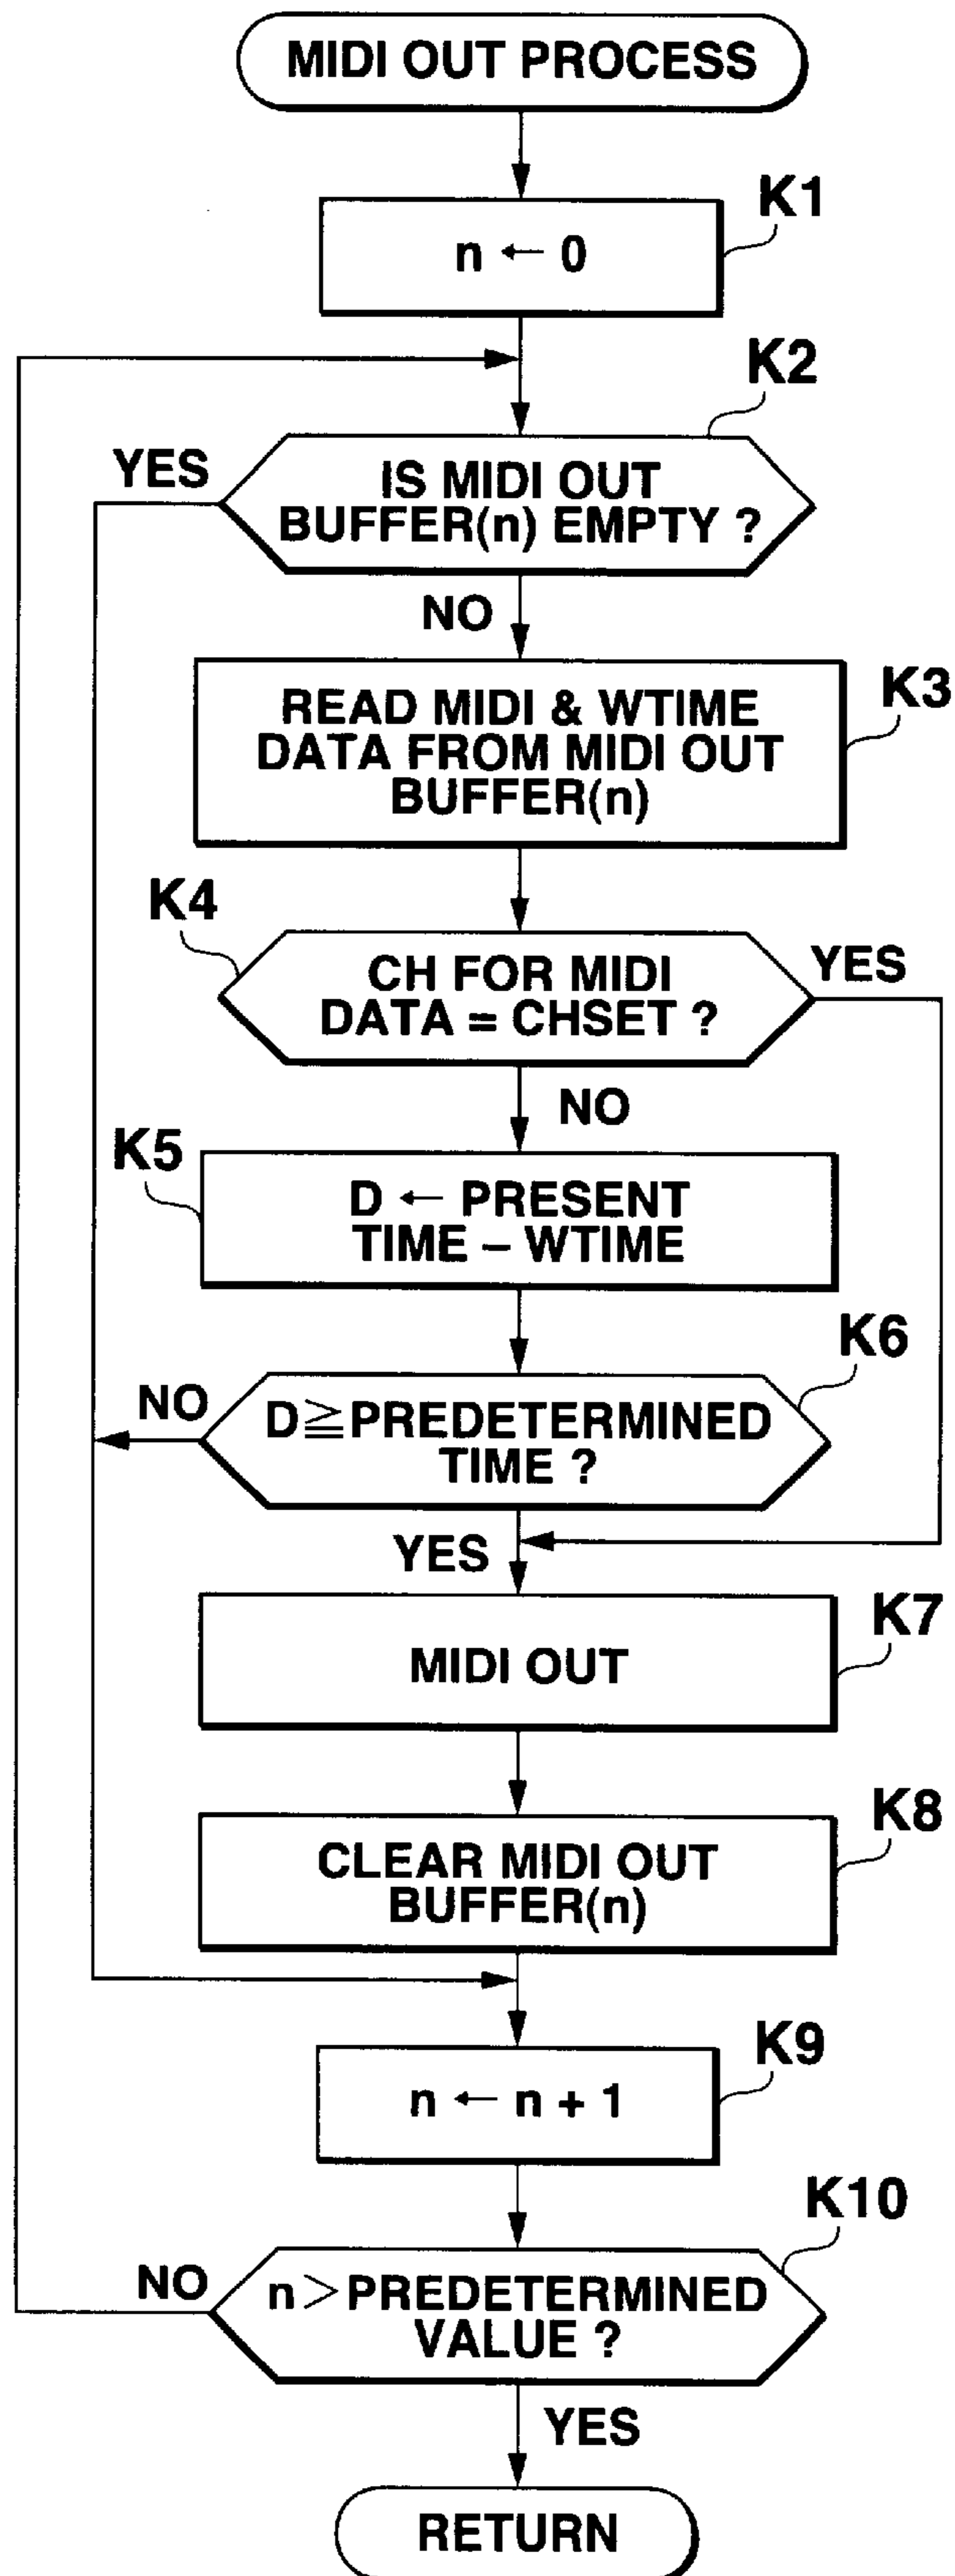 MIDI OUT PROCESS
K1
n ← 0
K2
YES
IS MIDI OUT
BUFFER(n) EMPTY ?
NO
K3
READ MIDI & WTIME
DATA FROM MIDI OUT
BUFFER(n)
K4
YES
CH FOR MIDI
DATA = CHSET ?
NO
K5
D ← PRESENT
TIME – WTIME
K6
NO
D≧PREDETERMINED
TIME ?
YES
K7
MIDI OUT
K8
CLEAR MIDI OUT
BUFFER(n)
K9
n ← n + 1
K10
NO
n>PREDETERMINED
VALUE ?
YES
RETURN